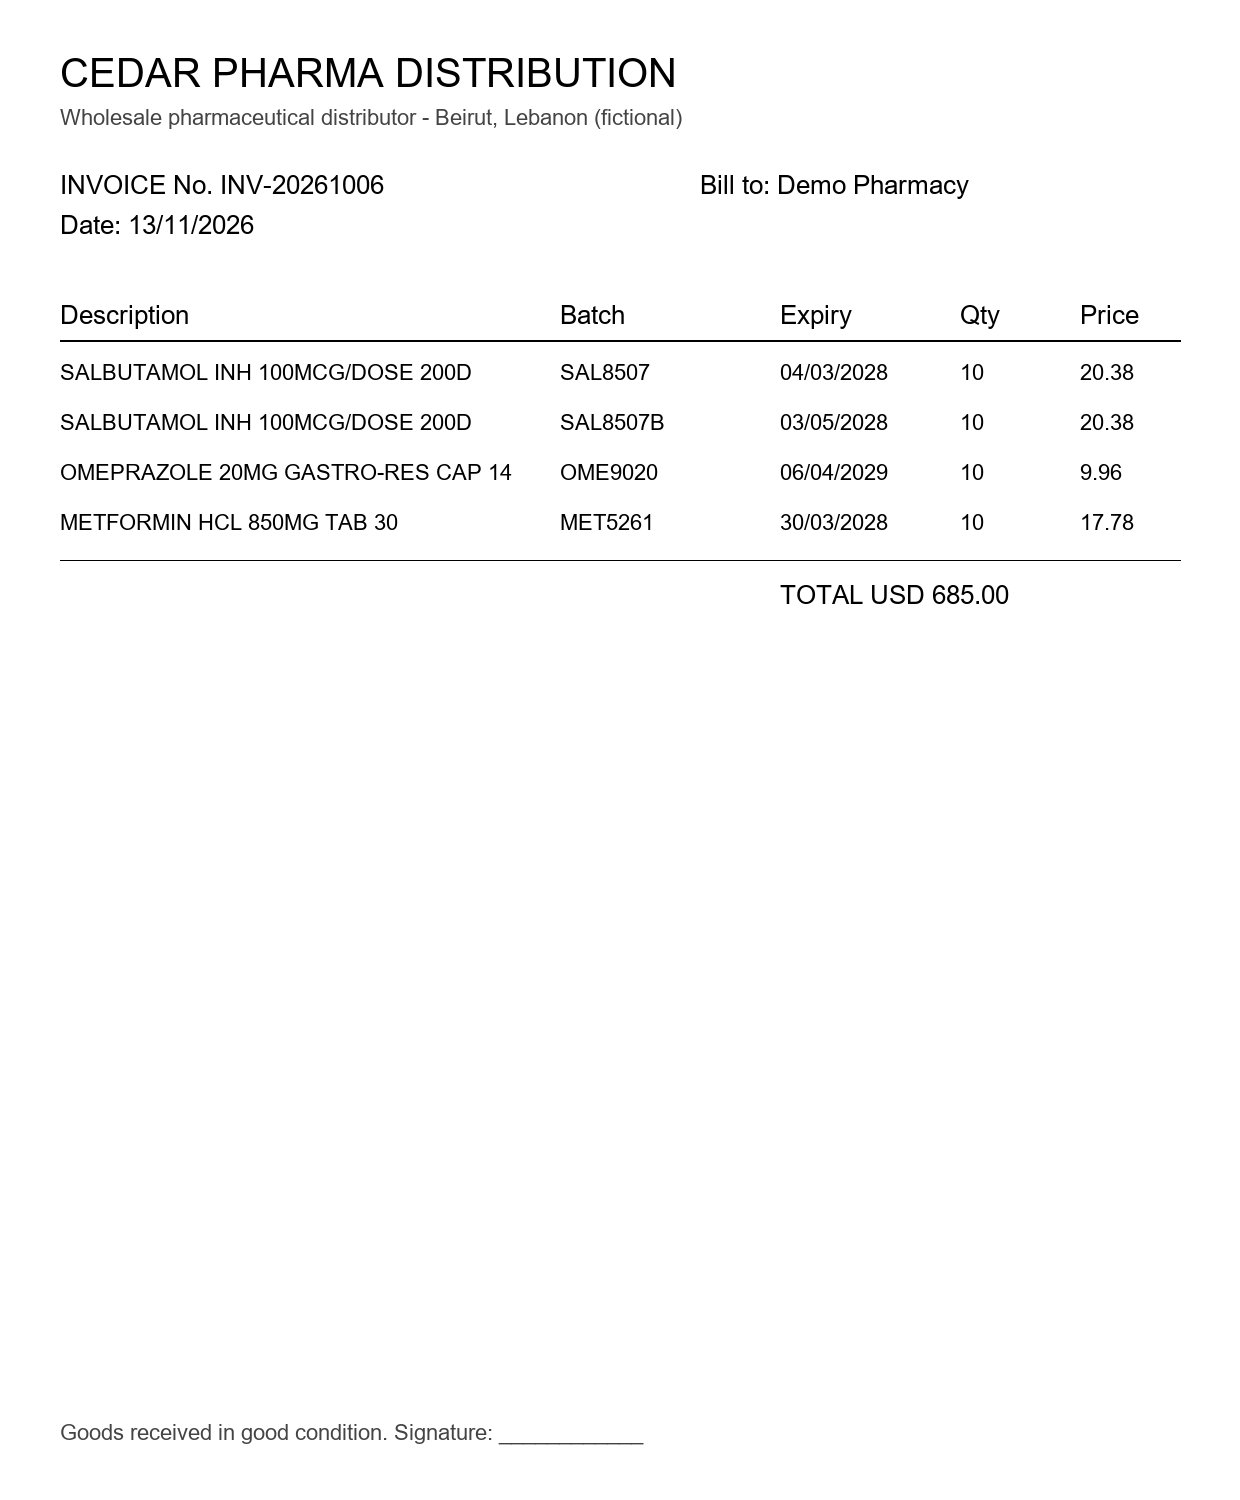 CEDAR PHARMA DISTRIBUTION
Wholesale pharmaceutical distributor - Beirut, Lebanon (fictional)
INVOICE No. INV-20261006 Bill to: Demo Pharmacy
Date: 13/11/2026
Description Batch Expiry Qty Price
SALBUTAMOL INH 100MCG/DOSE 200D SAL8507 04/03/2028 10 20.38
SALBUTAMOL INH 100MCG/DOSE 200D SAL8507B 03/05/2028 10 20.38
OMEPRAZOLE 20MG GASTRO-RES CAP 14 OME9020 06/04/2029 10 9.96
METFORMIN HCL 850MG TAB 30 MET5261 30/03/2028 10 17.78
TOTAL USD 685.00
Goods received in good condition. Signature: ____________